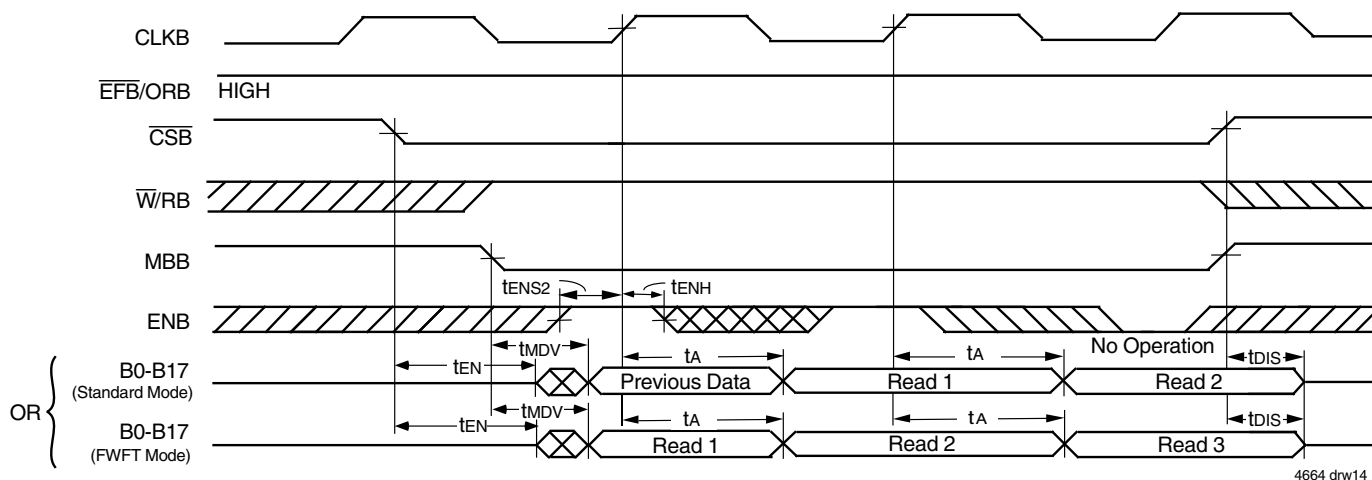 CLKB
EFB/ORB HIGH
CSB
W/RB
MBB
tENS2 tENH
ENB
No Operation
tMDV tA tA
tEN tDIS
B0-B17 Previous Data Read 1 Read 2
(Standard Mode)
OR
tMDV tA tA
tEN tDIS
B0-B17 Read 1 Read 2 Read 3
(FWFT Mode)
4664 drw14